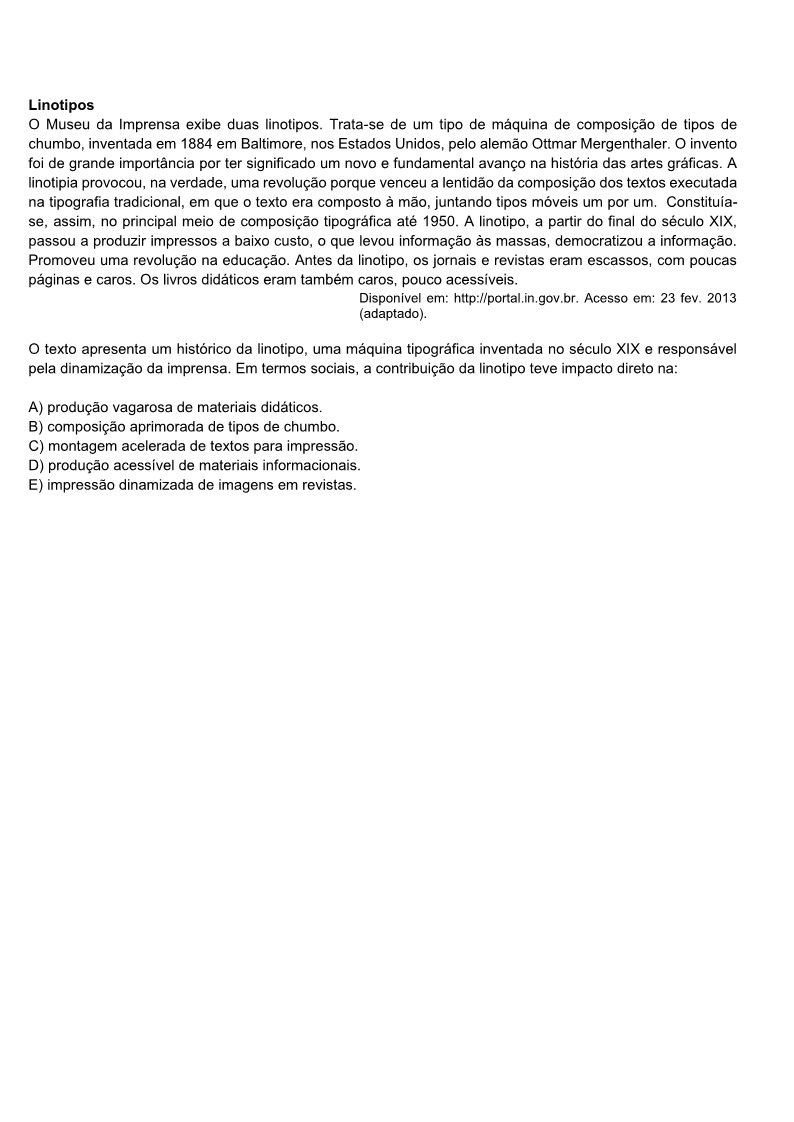 Linotipos
O Museu da Imprensa exibe duas linotipos. Trata-se de um tipo de máquina de composição de tipos de
chumbo, inventada em 1884 em Baltimore, nos Estados Unidos, pelo alemão Ottmar Mergenthaler. O invento
foi de grande importância por ter significado um novo e fundamental avanço na história das artes gráficas. A
linotipia provocou, na verdade, uma revolução porque venceu a lentidão da composição dos textos executada
na tipografia tradicional, em que o texto era composto à mão, juntando tipos móveis um por um. Constituía-
se, assim, no principal meio de composição tipográfica até 1950. A linotipo, a partir do final do século XIX,
passou a produzir impressos a baixo custo, o que levou informação às massas, democratizou a informação.
Promoveu uma revolução na educação. Antes da linotipo, os jornais e revistas eram escassos, com poucas
páginas e caros. Os livros didáticos eram também caros, pouco acessíveis.
Disponível em: http://portal.in.gov.br. Acesso em: 23 fev. 2013
(adaptado).
O texto apresenta um histórico da linotipo, uma máquina tipográfica inventada no século XIX e responsável
pela dinamização da imprensa. Em termos sociais, a contribuição da linotipo teve impacto direto na:
A) produção vagarosa de materiais didáticos.
B) composição aprimorada de tipos de chumbo.
C) montagem acelerada de textos para impressão.
D) produção acessível de materiais informacionais.
E) impressão dinamizada de imagens em revistas.